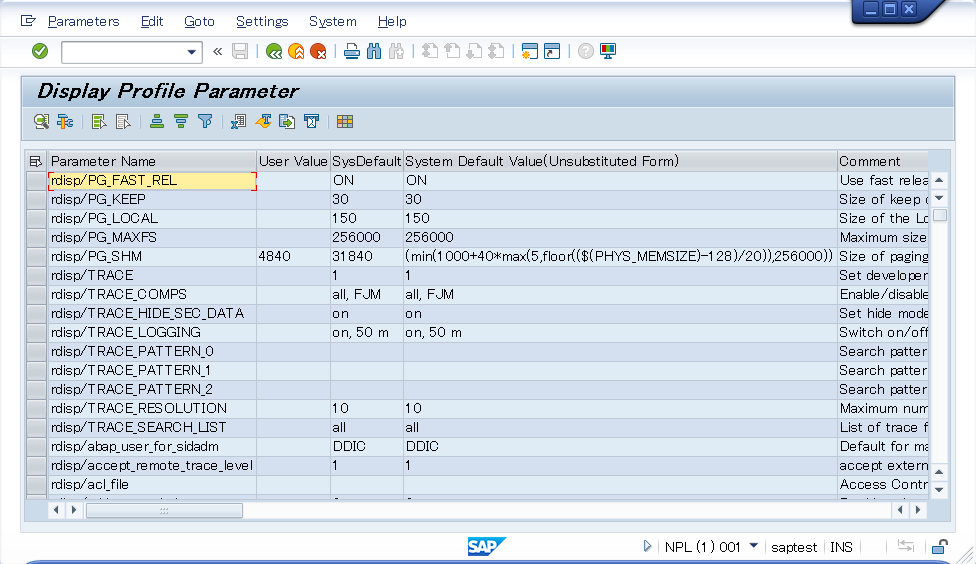 Parameters Edit Goto Settings System Help
Display Profile Parameter
Parameter Name User Value SysDefault System Default Value(Unsubstituted Form) Comment
rdisp/PG_FAST_REL ON ON Use fast relea
rdisp/PG_KEEP 30 30 Size of keep
rdisp/PG_LOCAL 150 150 Size of the Lo
rdisp/PG_MAXFS 256000 256000 Maximum size
rdisp/PG_SHM 4840 31840 (min(1000+40*max(5,floor(($(PHYS_MEMSIZE)-128)/20)),256000)) Size of paging
rdisp/TRACE 1 1 Set developer
rdisp/TRACE_COMPS all, FJM all, FJM Enable/disable
rdisp/TRACE_HIDE_SEC_DATA on on Set hide mode
rdisp/TRACE_LOGGING on, 50 m on, 50 m Switch on/off
rdisp/TRACE_PATTERN_0 Search patter
rdisp/TRACE_PATTERN_1 Search patter
rdisp/TRACE_PATTERN_2 Search patter
rdisp/TRACE_RESOLUTION 10 10 Maximum num
rdisp/TRACE_SEARCH_LIST all all List of trace f
rdisp/abap_user_for_sidadm DDIC DDIC Default for ma
rdisp/accept_remote_trace_level 1 1 accept extern
rdisp/acl_file Access Contr
SAP NPL (1) 001 saptest INS